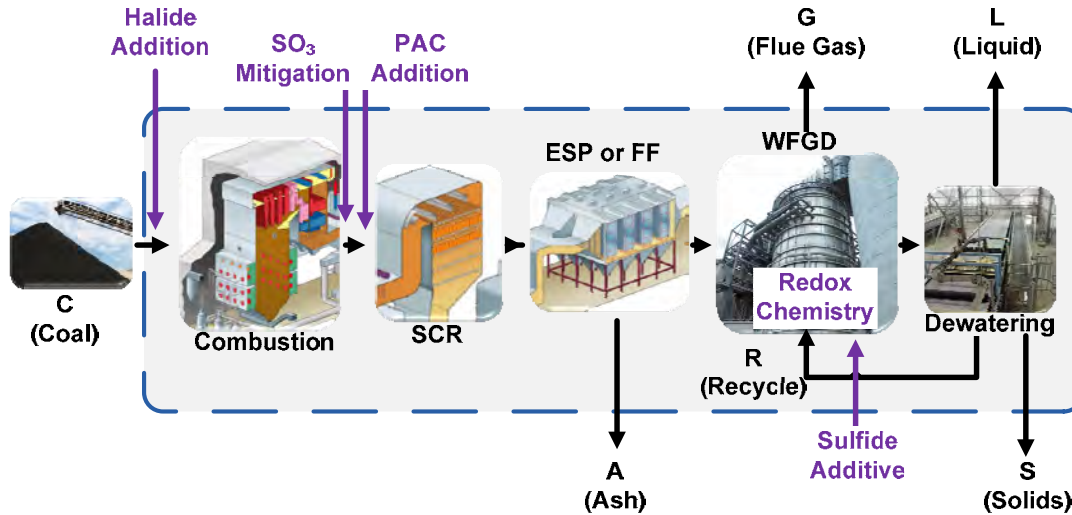 Halide
Addition
SO₃
Mitigation
PAC
Addition
G
(Flue Gas)
L
(Liquid)
ESP or FF
WFGD
C
(Coal)
Combustion
SCR
Redox
Chemistry
Dewatering
R
(Recycle)
A
(Ash)
Sulfide
Additive
S
(Solids)